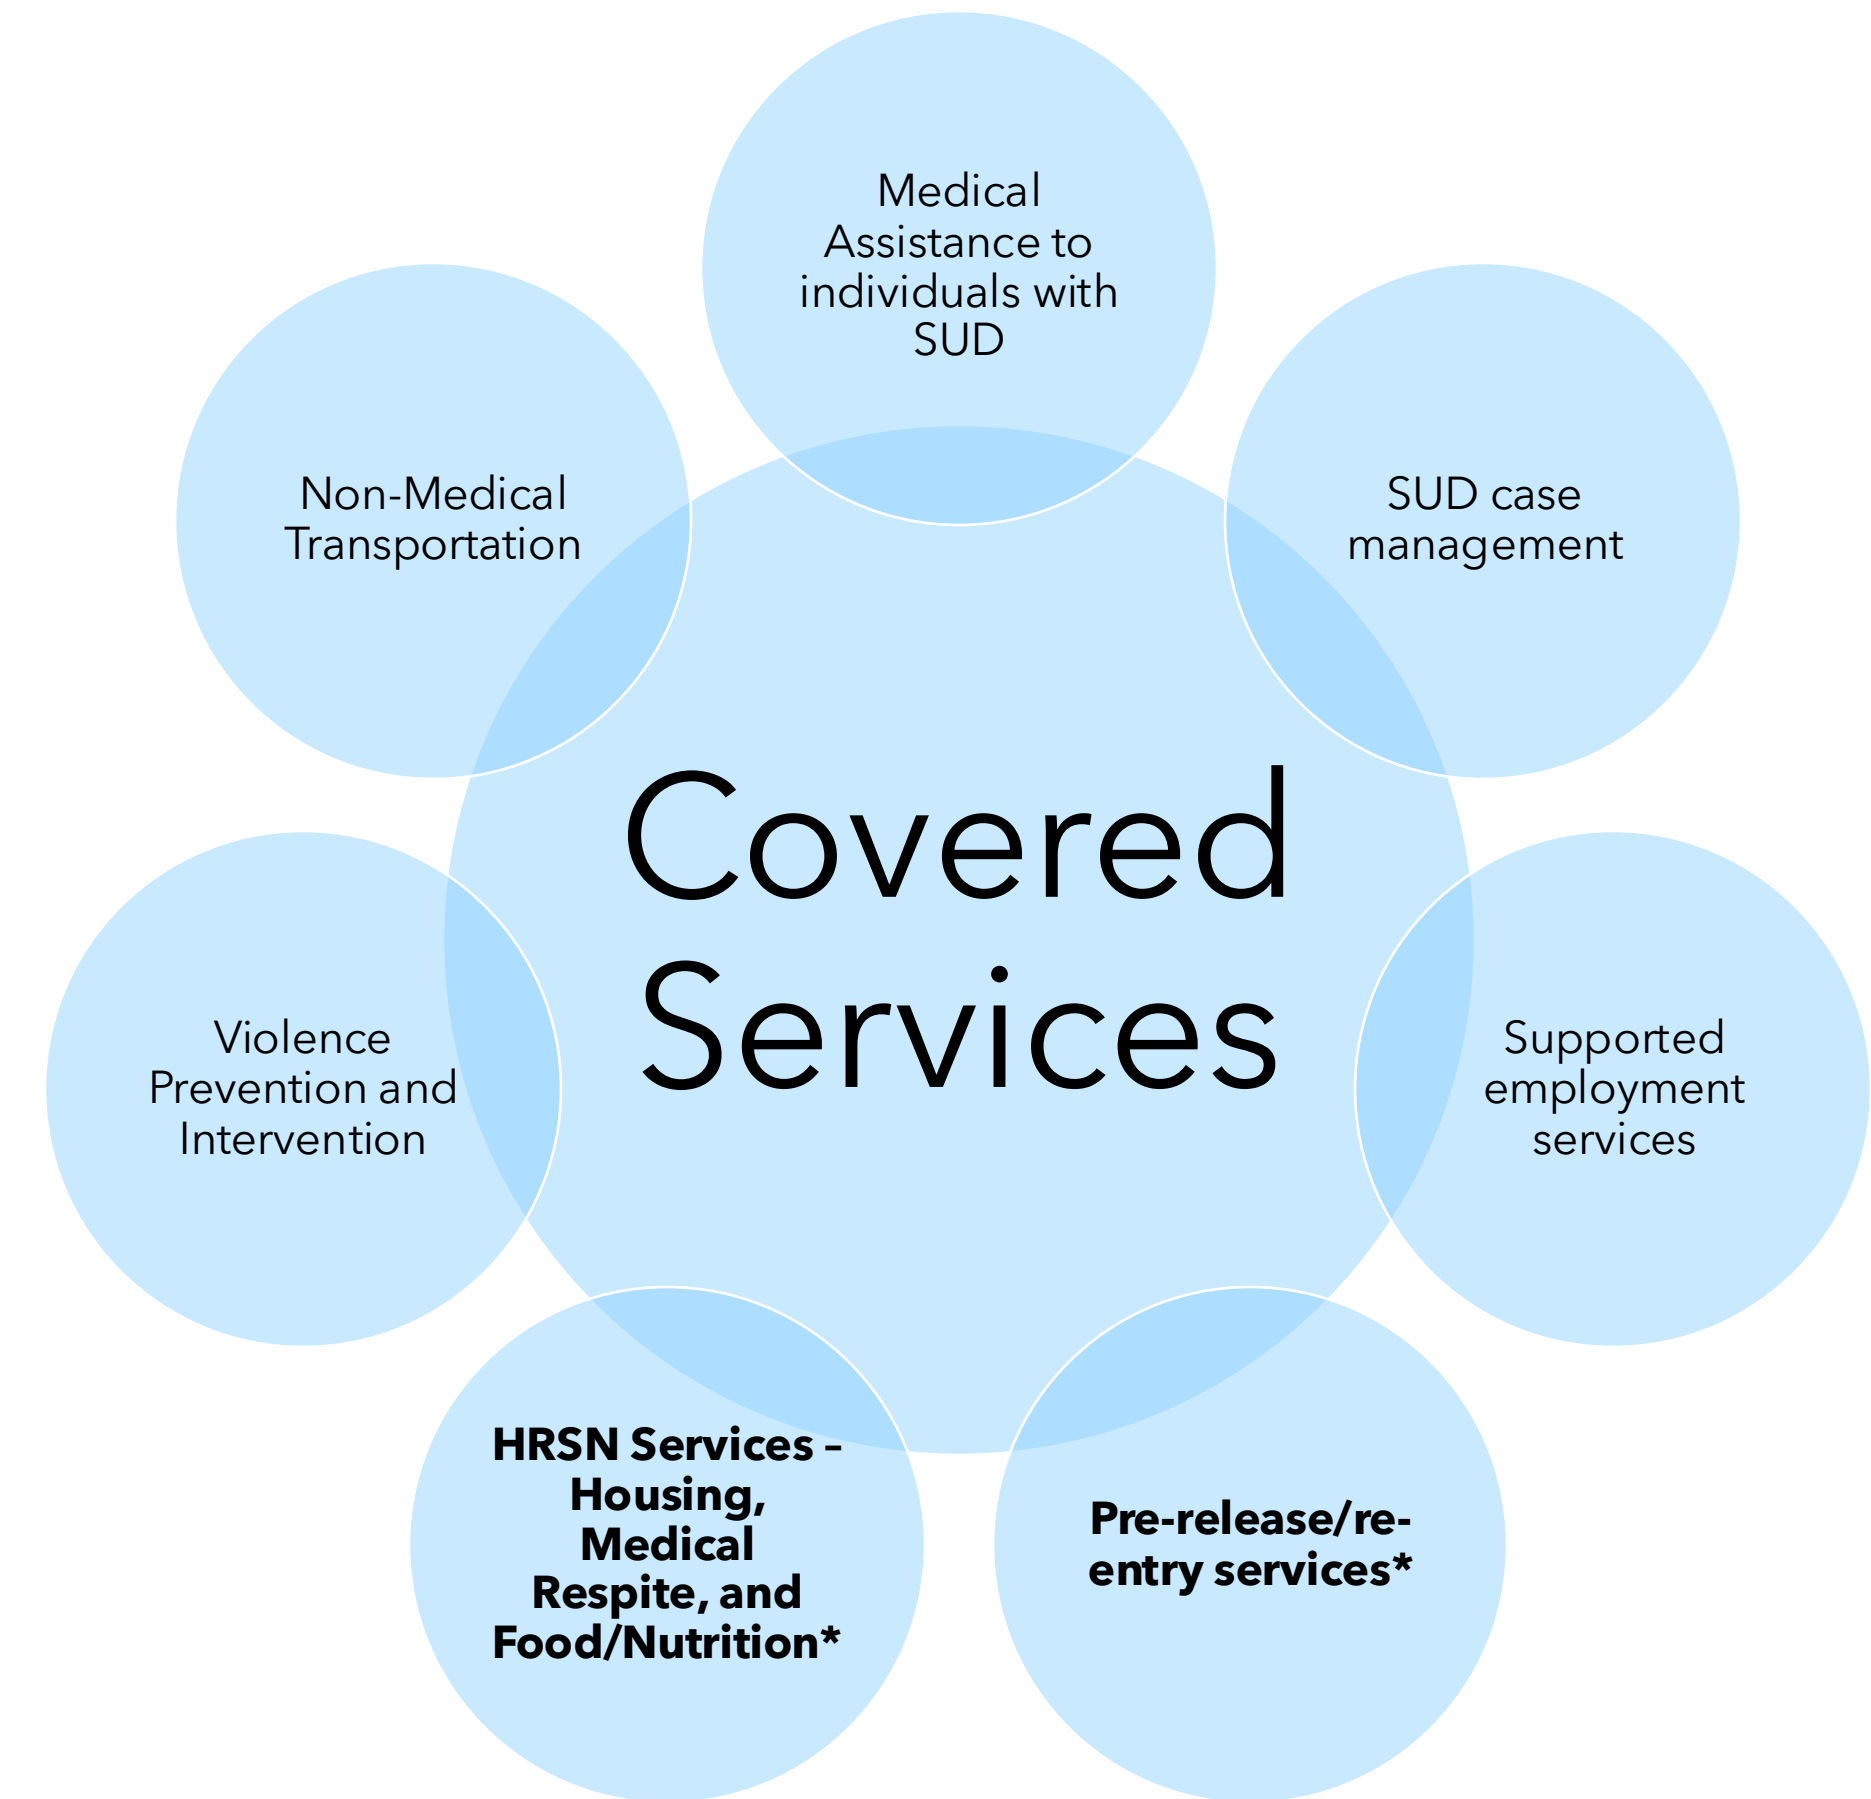 Medical
Assistance to
individuals with
SUD
Non-Medical
Transportation
SUD case
management
Covered
Services
Violence
Prevention and
Intervention
Supported
employment
services
HRSN Services –
Housing,
Medical
Respite, and
Food/Nutrition*
Pre-release/re-
entry services*